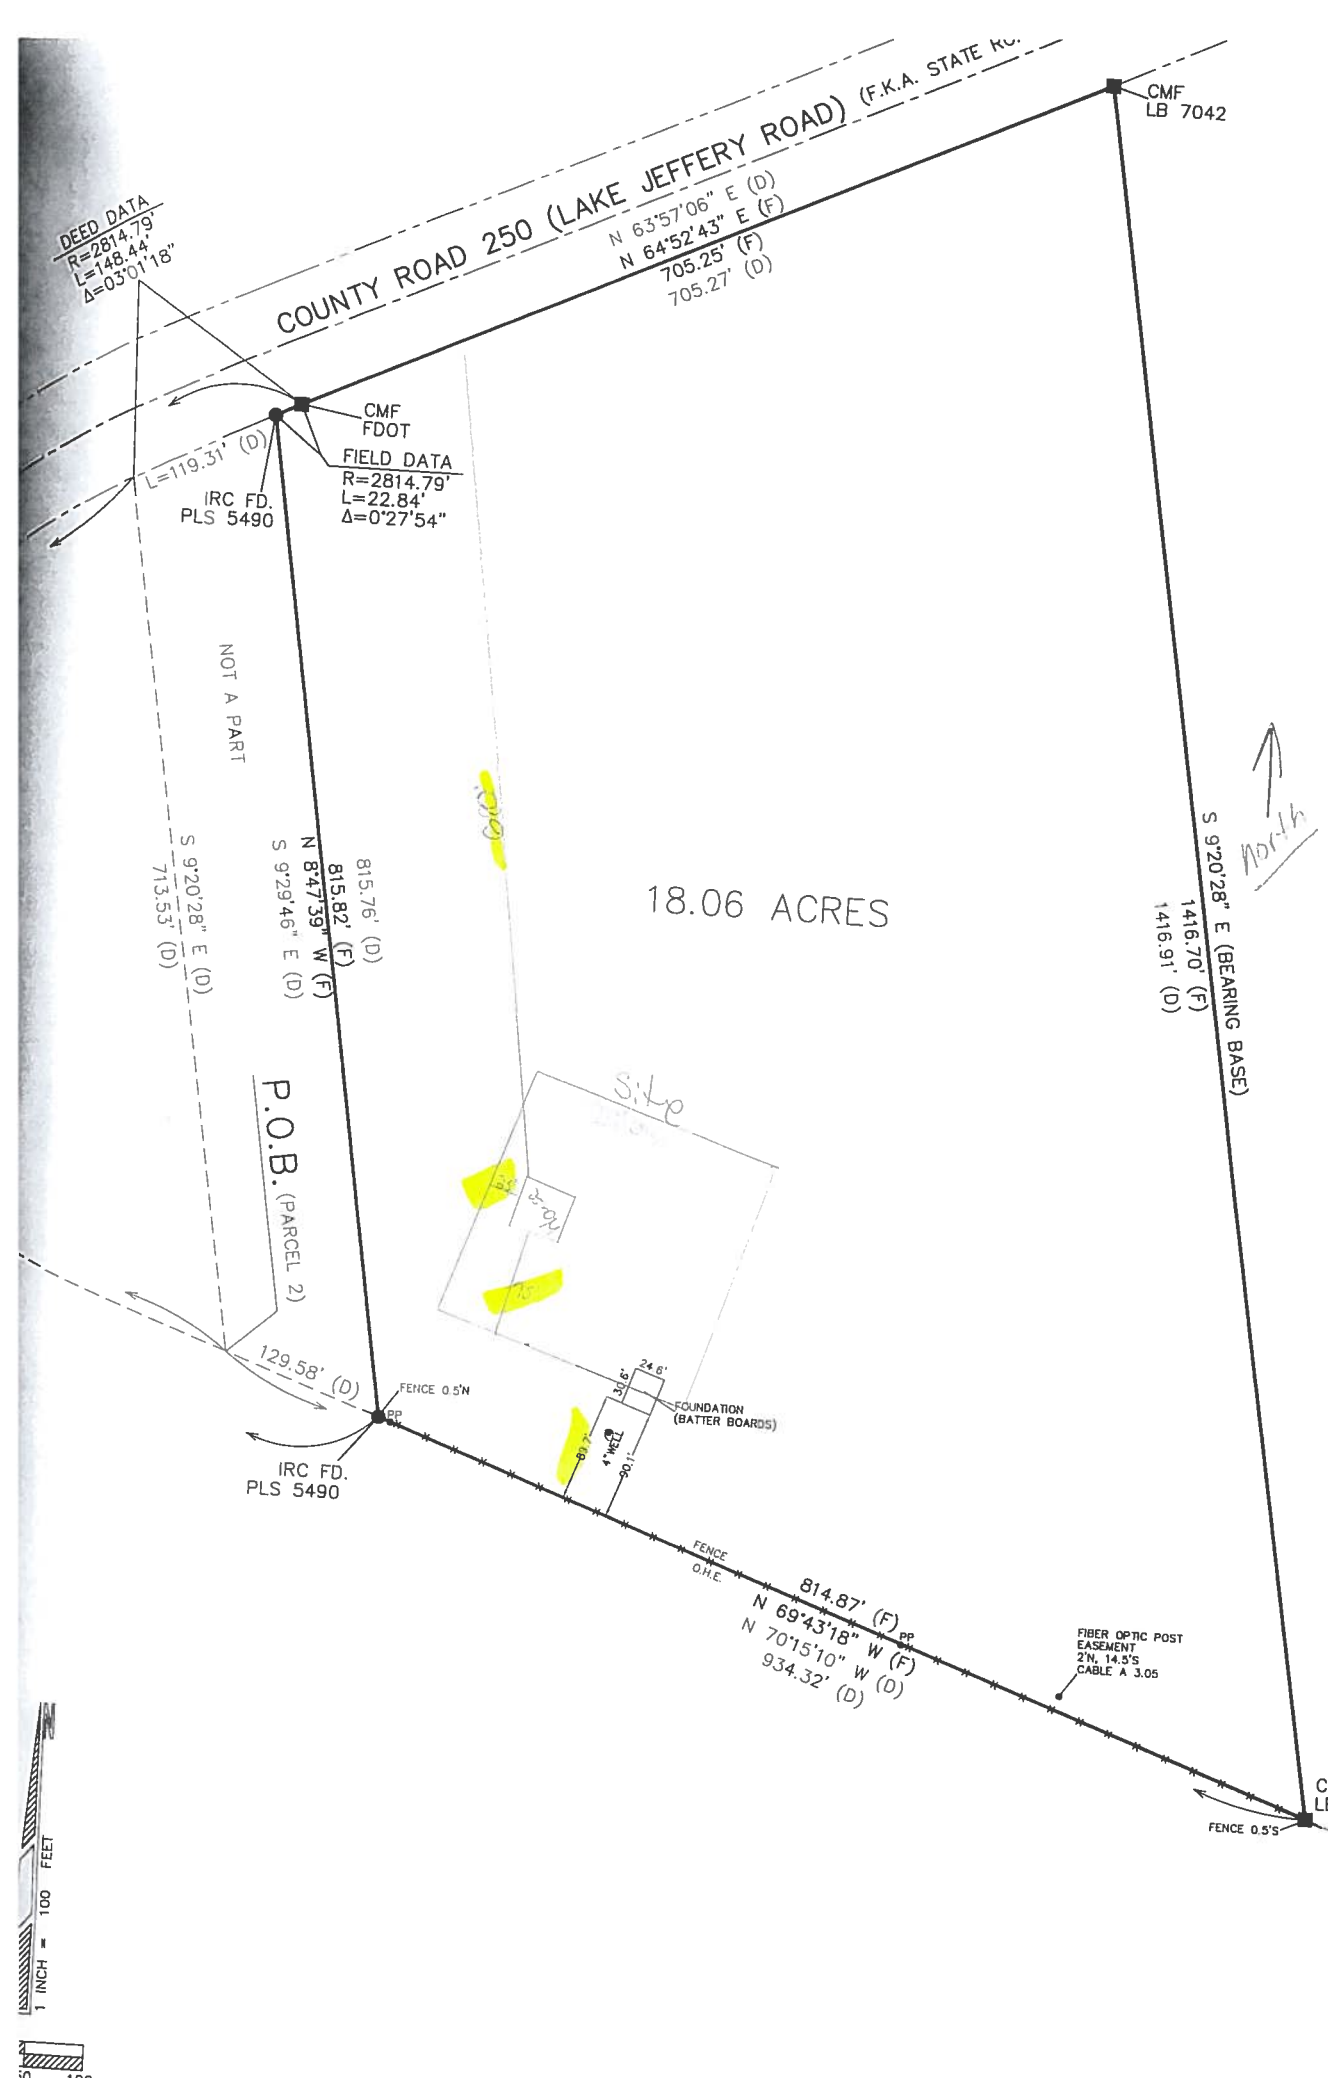 COUNTY ROAD 250 (LAKE JEFFERY ROAD) (F.K.A. STATE
CMF
LB 7042
N 63°57'06" E (D)
N 64°52'43" E (F)
705.25' (F)
705.27' (D)
DEED DATA
R=2814.79'
L=148.44'
Δ=03°01'18"
CMF
FDOT
L=119.31' (D)
FIELD DATA
R=2814.79'
L=22.84'
Δ=0°27'54"
IRC FD.
PLS 5490
NOT A PART
S 9°20'28" E (D)
713.53' (D)
815.76' (D)
815.82' (F)
N 8°47'39" W (F)
S 9°29'46" E (D)
18.06 ACRES
North
S 9°20'28" E (BEARING BASE)
1416.70' (F)
1416.91' (D)
Site
P.O.B. (PARCEL 2)
129.58' (D)
FENCE 0.5'N
PP
IRC FD.
PLS 5490
24.6'
30.6'
FOUNDATION
(BATTER BOARDS)
89.7'
4"WELL
90.1'
FENCE
O.H.E.
814.87' (F)
N 69°43'18" W (F)
N 70°15'10" W (D)
934.32' (D)
PP
FIBER OPTIC POST
EASEMENT
2'N, 14.5'S
CABLE A 3.05
FENCE 0.5'S
N
1 INCH = 100 FEET